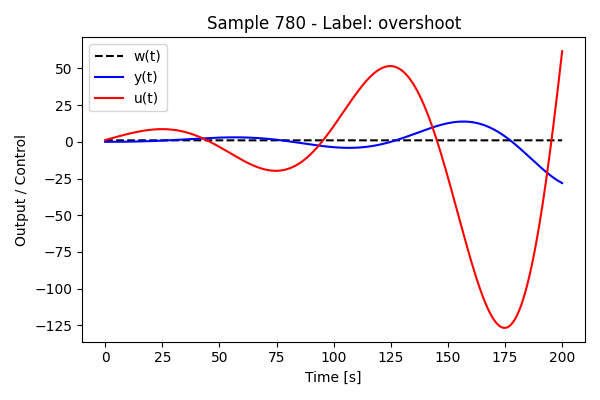 Sample 780 - Label: overshoot
w(t)
y(t)
u(t)
Output / Control
50
25
0
−25
−50
−75
−100
−125
0 25 50 75 100 125 150 175 200
Time [s]